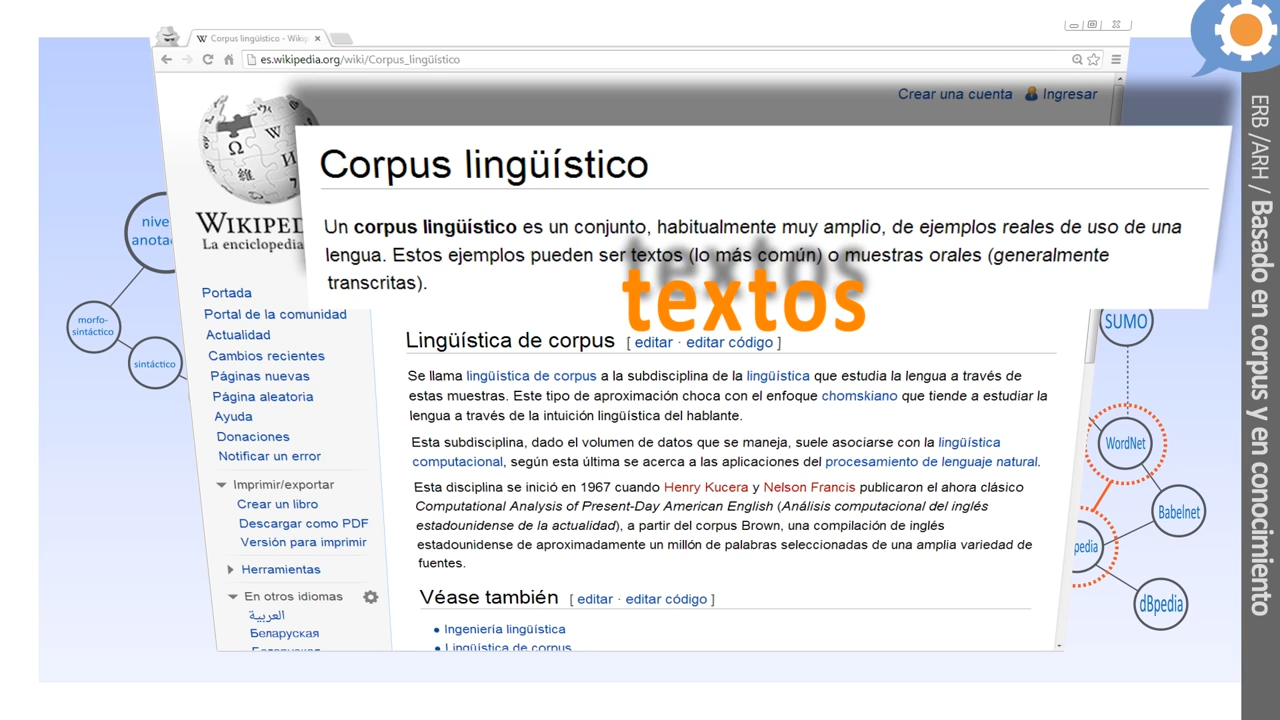 Corpus lingüístico - Wikip
es.wikipedia.org/wiki/Corpus_lingüístico
Crear una cuenta Ingresar
Corpus lingüístico
Un corpus lingüístico es un conjunto, habitualmente muy amplio, de ejemplos reales de uso de una
lengua. Estos ejemplos pueden ser textos (lo más común) o muestras orales (generalmente
transcritas).
textos
WIKIPED
La enciclopedia
Portada
Portal de la comunidad
Actualidad
Cambios recientes
Páginas nuevas
Página aleatoria
Ayuda
Donaciones
Notificar un error
Imprimir/exportar
Crear un libro
Descargar como PDF
Versión para imprimir
Herramientas
En otros idiomas
العربية
Беларуская
Lingüística de corpus [ editar · editar código ]
Se llama lingüística de corpus a la subdisciplina de la lingüística que estudia la lengua a través de
estas muestras. Este tipo de aproximación choca con el enfoque chomskiano que tiende a estudiar la
lengua a través de la intuición lingüística del hablante.
Esta subdisciplina, dado el volumen de datos que se maneja, suele asociarse con la lingüística
computacional, según esta última se acerca a las aplicaciones del procesamiento de lenguaje natural.
Esta disciplina se inició en 1967 cuando Henry Kucera y Nelson Francis publicaron el ahora clásico
Computational Analysis of Present-Day American English (Análisis computacional del inglés
estadounidense de la actualidad), a partir del corpus Brown, una compilación de inglés
estadounidense de aproximadamente un millón de palabras seleccionadas de una amplia variedad de
fuentes.
Véase también [ editar · editar código ]
• Ingeniería lingüística
• Lingüística de corpus
nive
anota
morfo-
sintáctico
sintáctico
SUMO
WordNet
Babelnet
pedia
dBpedia
ERB /ARH / Basado en corpus y en conocimiento